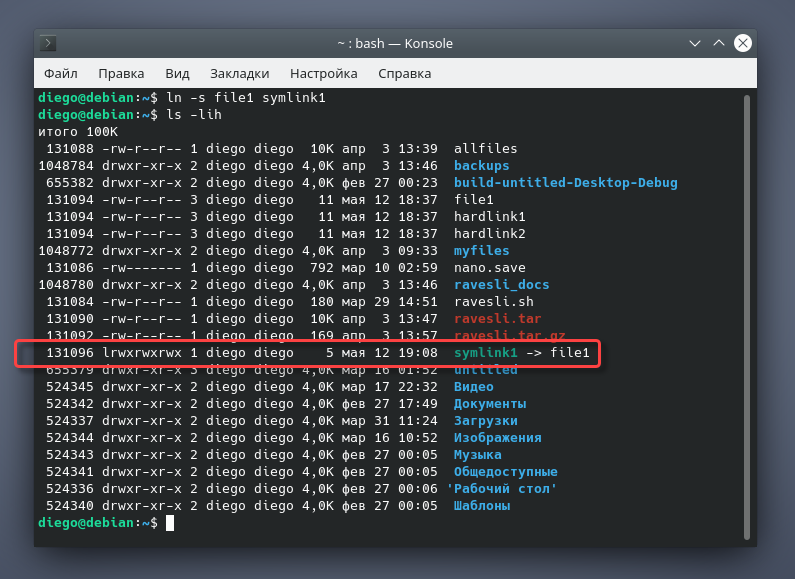 ~ : bash — Konsole
Файл Правка Вид Закладки Настройка Справка
diego@debian:~$ ln -s file1 symlink1
diego@debian:~$ ls -lih
итого 100K
131088 -rw-r--r-- 1 diego diego 10K апр 3 13:39 allfiles
1048784 drwxr-xr-x 2 diego diego 4,0K апр 3 13:46 backups
655382 drwxr-xr-x 2 diego diego 4,0K фев 27 00:23 build-untitled-Desktop-Debug
131094 -rw-r--r-- 3 diego diego 11 мая 12 18:37 file1
131094 -rw-r--r-- 3 diego diego 11 мая 12 18:37 hardlink1
131094 -rw-r--r-- 3 diego diego 11 мая 12 18:37 hardlink2
1048772 drwxr-xr-x 2 diego diego 4,0K апр 3 09:33 myfiles
131086 -rw------- 1 diego diego 792 мар 10 02:59 nano.save
1048780 drwxr-xr-x 2 diego diego 4,0K апр 3 13:46 ravesli_docs
131084 -rw-r--r-- 1 diego diego 180 мар 29 14:51 ravesli.sh
131090 -rw-r--r-- 1 diego diego 10K апр 3 13:47 ravesli.tar
131092 -rw-r--r-- 1 diego diego 169 апр 3 13:57 ravesli.tar.gz
131096 lrwxrwxrwx 1 diego diego 5 мая 12 19:08 symlink1 -> file1
655379 drwxr-xr-x 3 diego diego 4,0K мар 16 01:52 untitled
524345 drwxr-xr-x 2 diego diego 4,0K мар 17 22:32 Видео
524342 drwxr-xr-x 2 diego diego 4,0K фев 27 17:49 Документы
524337 drwxr-xr-x 2 diego diego 4,0K мар 31 11:24 Загрузки
524344 drwxr-xr-x 2 diego diego 4,0K мар 16 10:52 Изображения
524343 drwxr-xr-x 2 diego diego 4,0K фев 27 00:05 Музыка
524341 drwxr-xr-x 2 diego diego 4,0K фев 27 00:05 Общедоступные
524336 drwxr-xr-x 2 diego diego 4,0K фев 27 00:06 'Рабочий стол'
524340 drwxr-xr-x 2 diego diego 4,0K фев 27 00:05 Шаблоны
diego@debian:~$